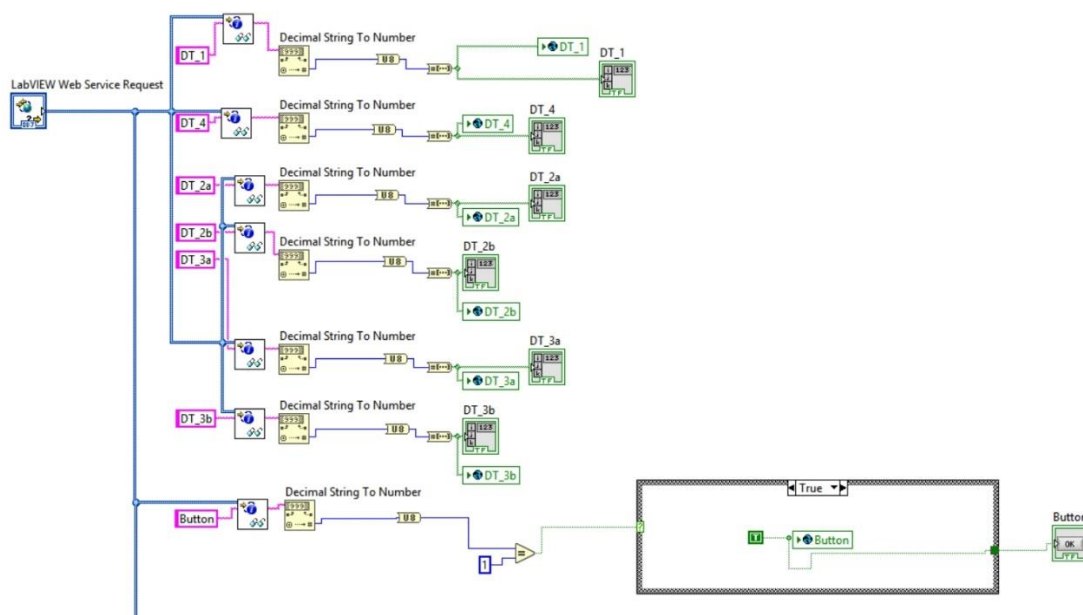 LabVIEW Web Service Request
DT_1
Decimal String To Number
U8
DT_1
DT_1
DT_4
Decimal String To Number
U8
DT_4
DT_4
DT_2a
Decimal String To Number
U8
DT_2a
DT_2a
DT_2b
Decimal String To Number
U8
DT_2b
DT_2b
DT_3a
Decimal String To Number
U8
DT_3a
DT_3a
DT_3b
Decimal String To Number
U8
DT_3b
DT_3b
Button
Decimal String To Number
U8
1
=
True
?
T
Button
Button
OK